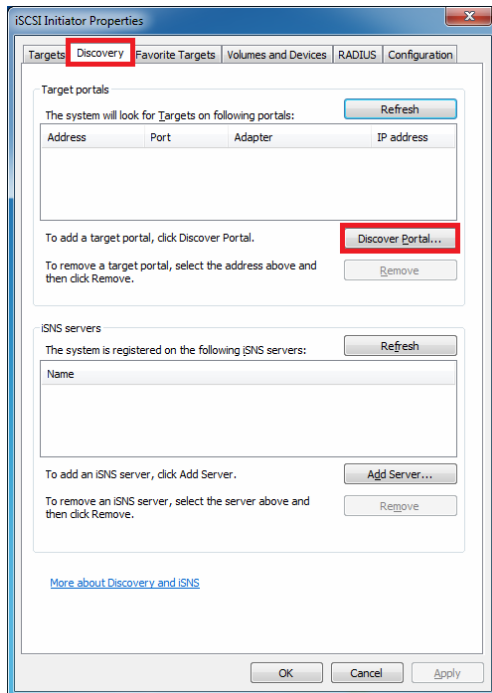 iSCSI Initiator Properties
Targets Discovery Favorite Targets Volumes and Devices RADIUS Configuration
Target portals
The system will look for Targets on following portals:
Refresh
Address Port Adapter IP address
To add a target portal, click Discover Portal.
Discover Portal...
To remove a target portal, select the address above and
then click Remove.
Remove
iSNS servers
The system is registered on the following iSNS servers:
Refresh
Name
To add an iSNS server, click Add Server.
Add Server...
To remove an iSNS server, select the server above and
then click Remove.
Remove
More about Discovery and iSNS
OK Cancel Apply